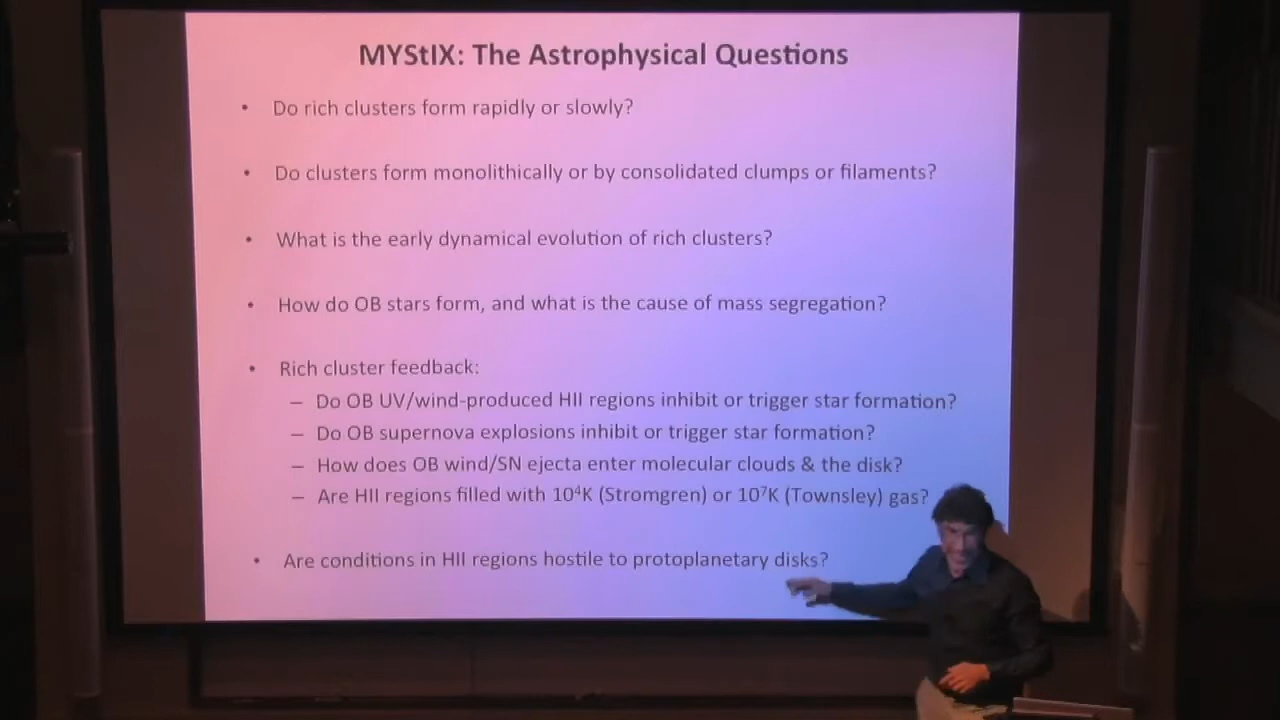 MYStIX: The Astrophysical Questions
• Do rich clusters form rapidly or slowly?
• Do clusters form monolithically or by consolidated clumps or filaments?
• What is the early dynamical evolution of rich clusters?
• How do OB stars form, and what is the cause of mass segregation?
• Rich cluster feedback:
– Do OB UV/wind-produced HII regions inhibit or trigger star formation?
– Do OB supernova explosions inhibit or trigger star formation?
– How does OB wind/SN ejecta enter molecular clouds & the disk?
– Are HII regions filled with 10⁴K (Stromgren) or 10⁷K (Townsley) gas?
• Are conditions in HII regions hostile to protoplanetary disks?